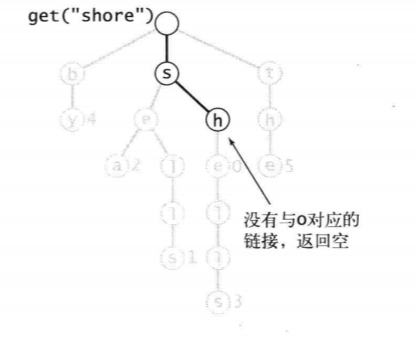 get("shore")
b s t
y 4 e h h
a 2 l e 0 e 5
没有与o对应的
链接，返回空
l l
s 1 l
s 3